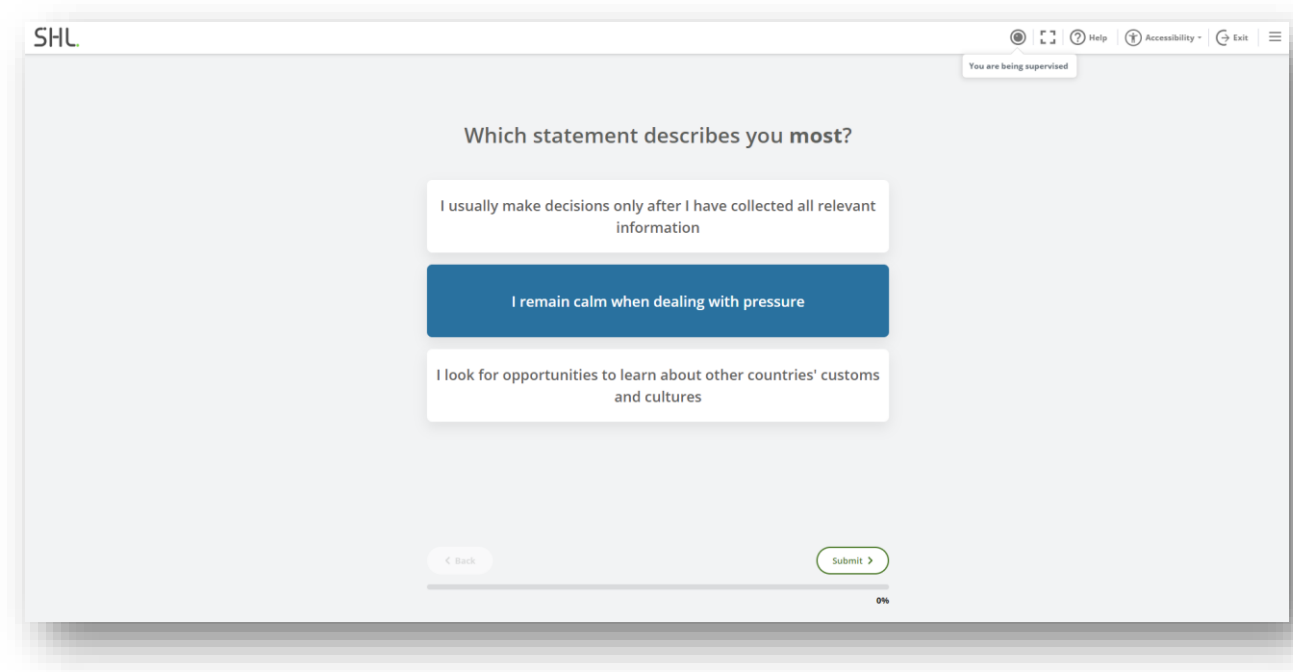 SHL.
Help
Accessibility
Exit
You are being supervised
Which statement describes you most?
I usually make decisions only after I have collected all relevant
information
I remain calm when dealing with pressure
I look for opportunities to learn about other countries' customs
and cultures
Back
Submit
0%